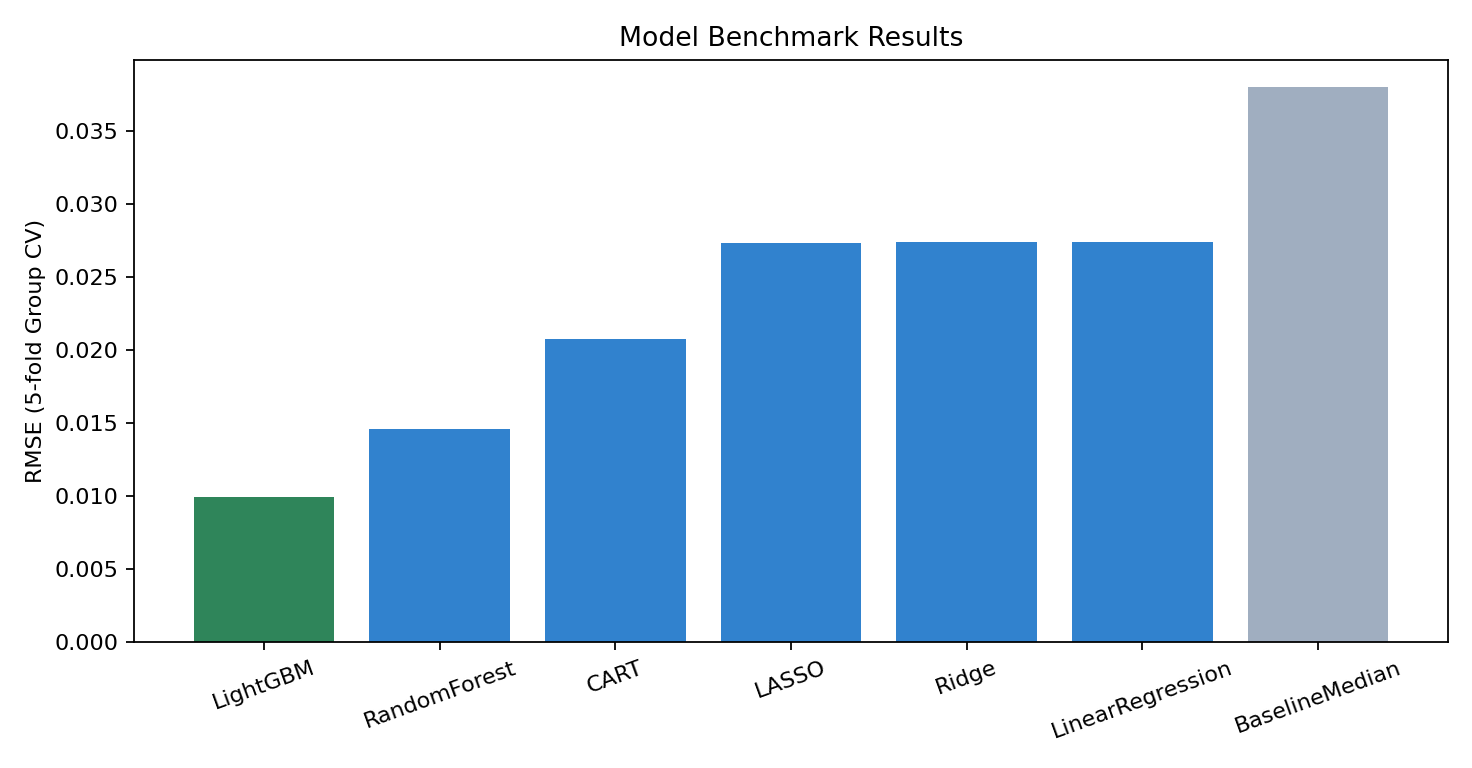 Model Benchmark Results
RMSE (5-fold Group CV)
0.035
0.030
0.025
0.020
0.015
0.010
0.005
0.000
LightGBM
RandomForest
CART
LASSO
Ridge
LinearRegression
BaselineMedian